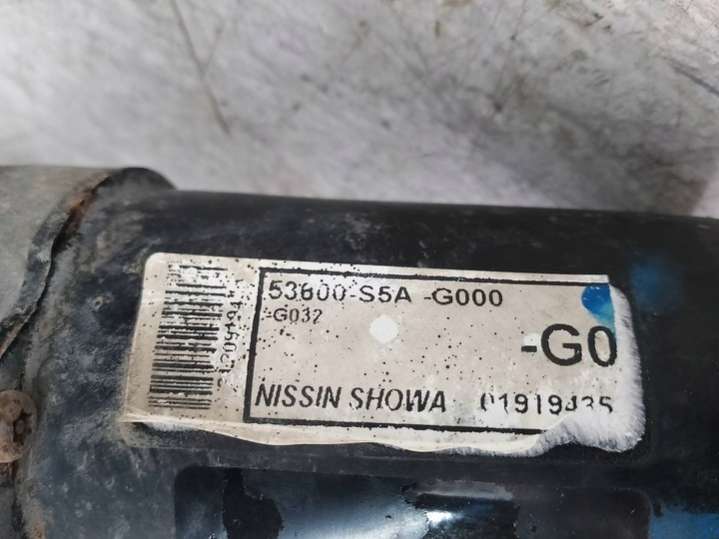 53600-S5A -G000
-G032
-G0
NISSIN SHOWA 01919435